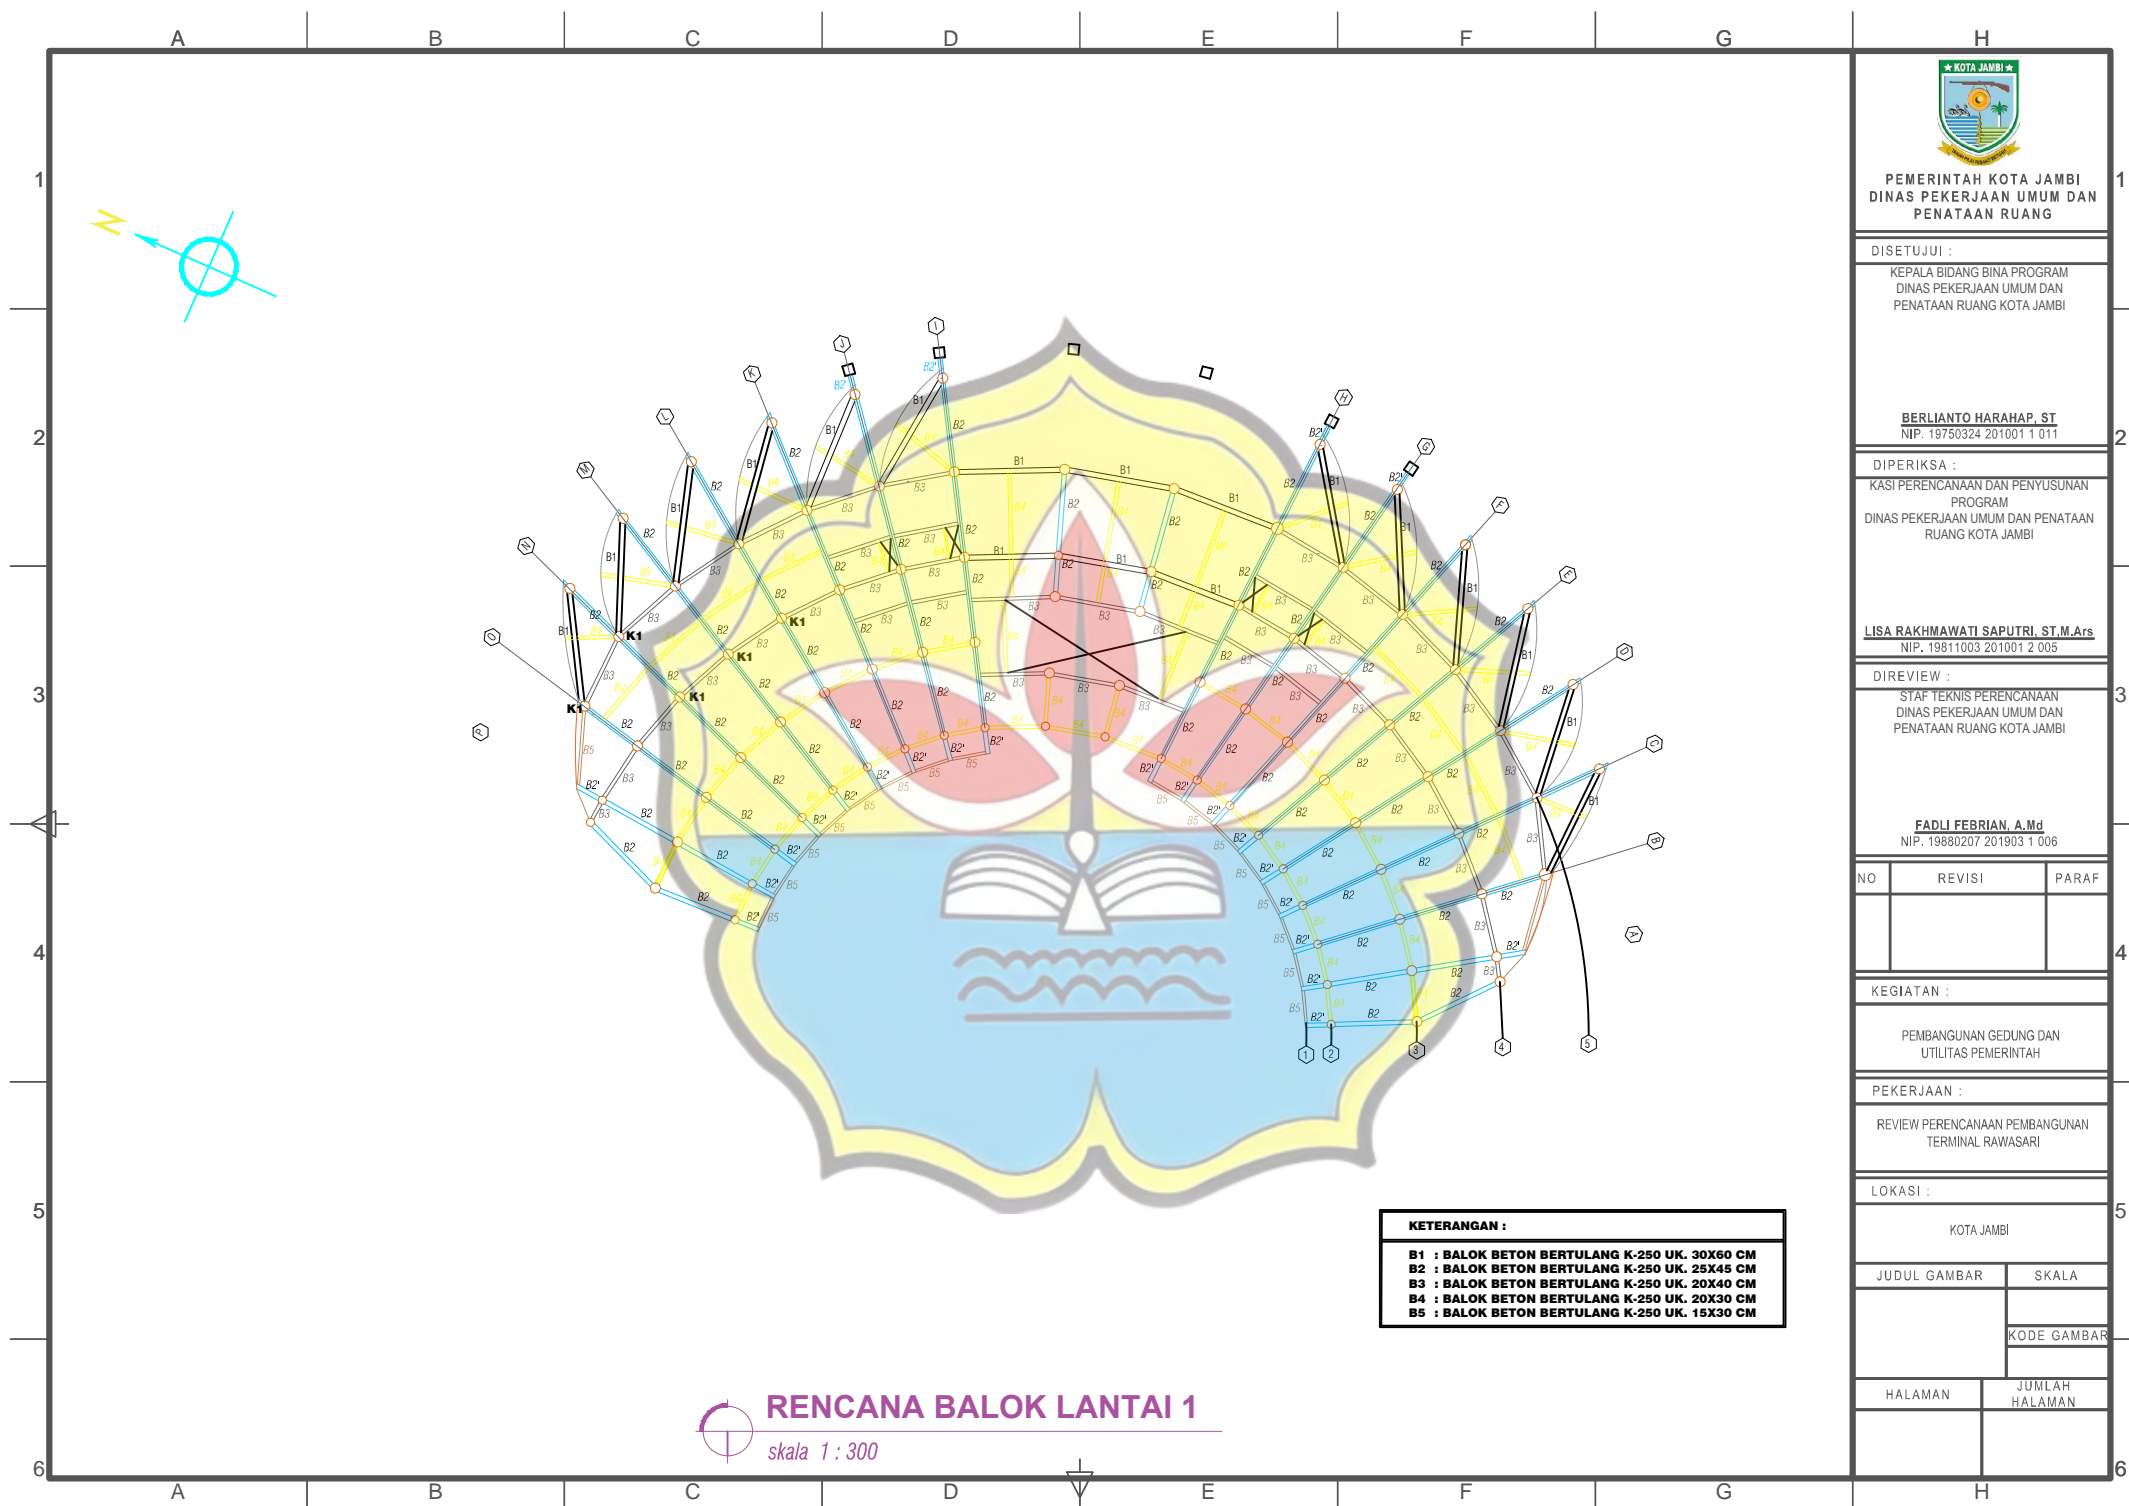 A B C D E F G H
1 2 3 4 5 6
N
★ KOTA JAMBI ★
PEMERINTAH KOTA JAMBI
DINAS PEKERJAAN UMUM DAN
PENATAAN RUANG
DISETUJUI :
KEPALA BIDANG BINA PROGRAM
DINAS PEKERJAAN UMUM DAN
PENATAAN RUANG KOTA JAMBI
BERLIANTO HARAHAP, ST
NIP. 19750324 201001 1 011
DIPERIKSA :
KASI PERENCANAAN DAN PENYUSUNAN
PROGRAM
DINAS PEKERJAAN UMUM DAN PENATAAN
RUANG KOTA JAMBI
LISA RAKHMAWATI SAPUTRI, ST,M.Ars
NIP. 19811003 201001 2 005
DIREVIEW :
STAF TEKNIS PERENCANAAN
DINAS PEKERJAAN UMUM DAN
PENATAAN RUANG KOTA JAMBI
FADLI FEBRIAN, A.Md
NIP. 19880207 201903 1 006
NO REVISI PARAF
KEGIATAN :
PEMBANGUNAN GEDUNG DAN
UTILITAS PEMERINTAH
PEKERJAAN :
REVIEW PERENCANAAN PEMBANGUNAN
TERMINAL RAWASARI
LOKASI :
KOTA JAMBI
JUDUL GAMBAR SKALA
KODE GAMBAR
HALAMAN JUMLAH
HALAMAN
P O N M L K J I H G F E D C B A
K1
K1
K1
K1
K1
B1 B2 B2' B3 B4 B5
1 2 3 4 5
KETERANGAN :
B1 : BALOK BETON BERTULANG K-250 UK. 30X60 CM
B2 : BALOK BETON BERTULANG K-250 UK. 25X45 CM
B3 : BALOK BETON BERTULANG K-250 UK. 20X40 CM
B4 : BALOK BETON BERTULANG K-250 UK. 20X30 CM
B5 : BALOK BETON BERTULANG K-250 UK. 15X30 CM
RENCANA BALOK LANTAI 1
skala 1 : 300
A B C D E F G H